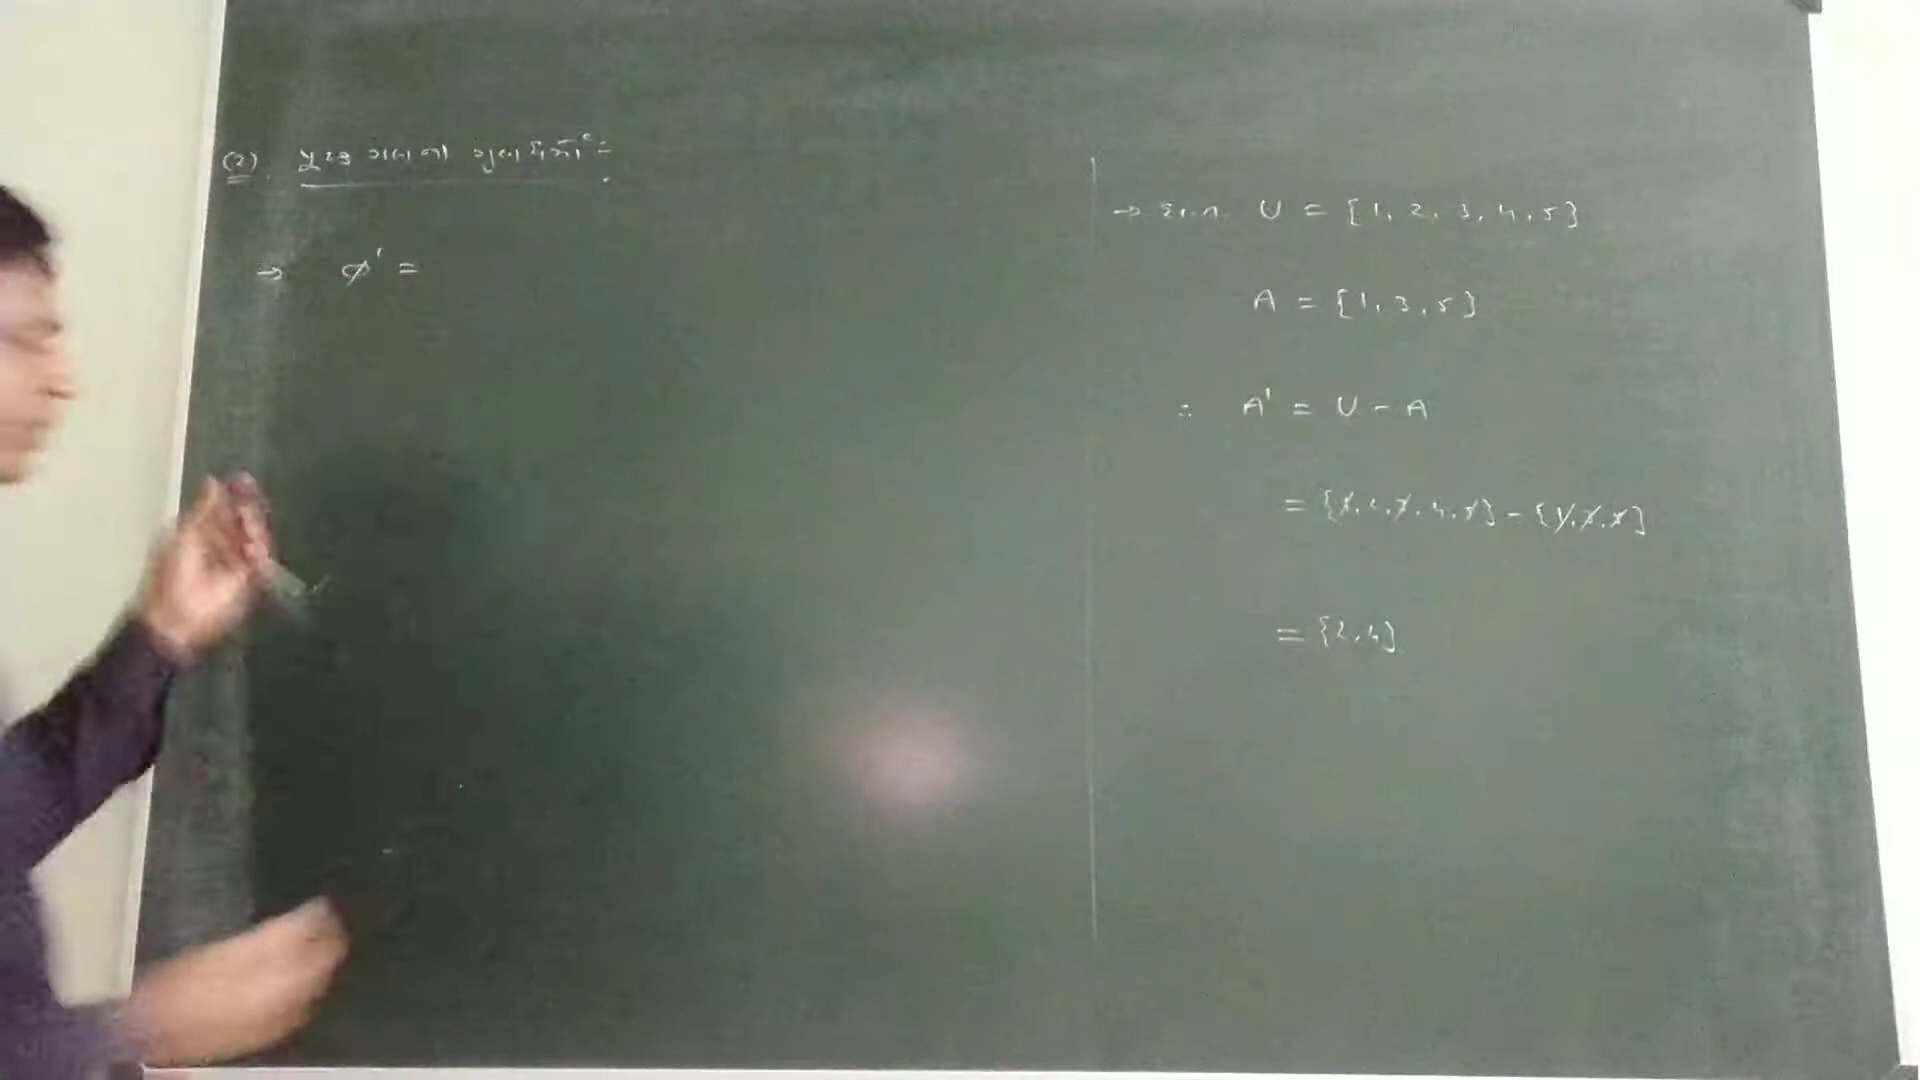 (2). પુરક ગણના ગુણધર્મો :-
→ ∅' =
→ દા.ત. U = {1, 2, 3, 4, 5}
A = {1, 3, 5}
∴ A' = U - A
= {1, 2, 3, 4, 5} - {1, 3, 5}
= {2, 4}